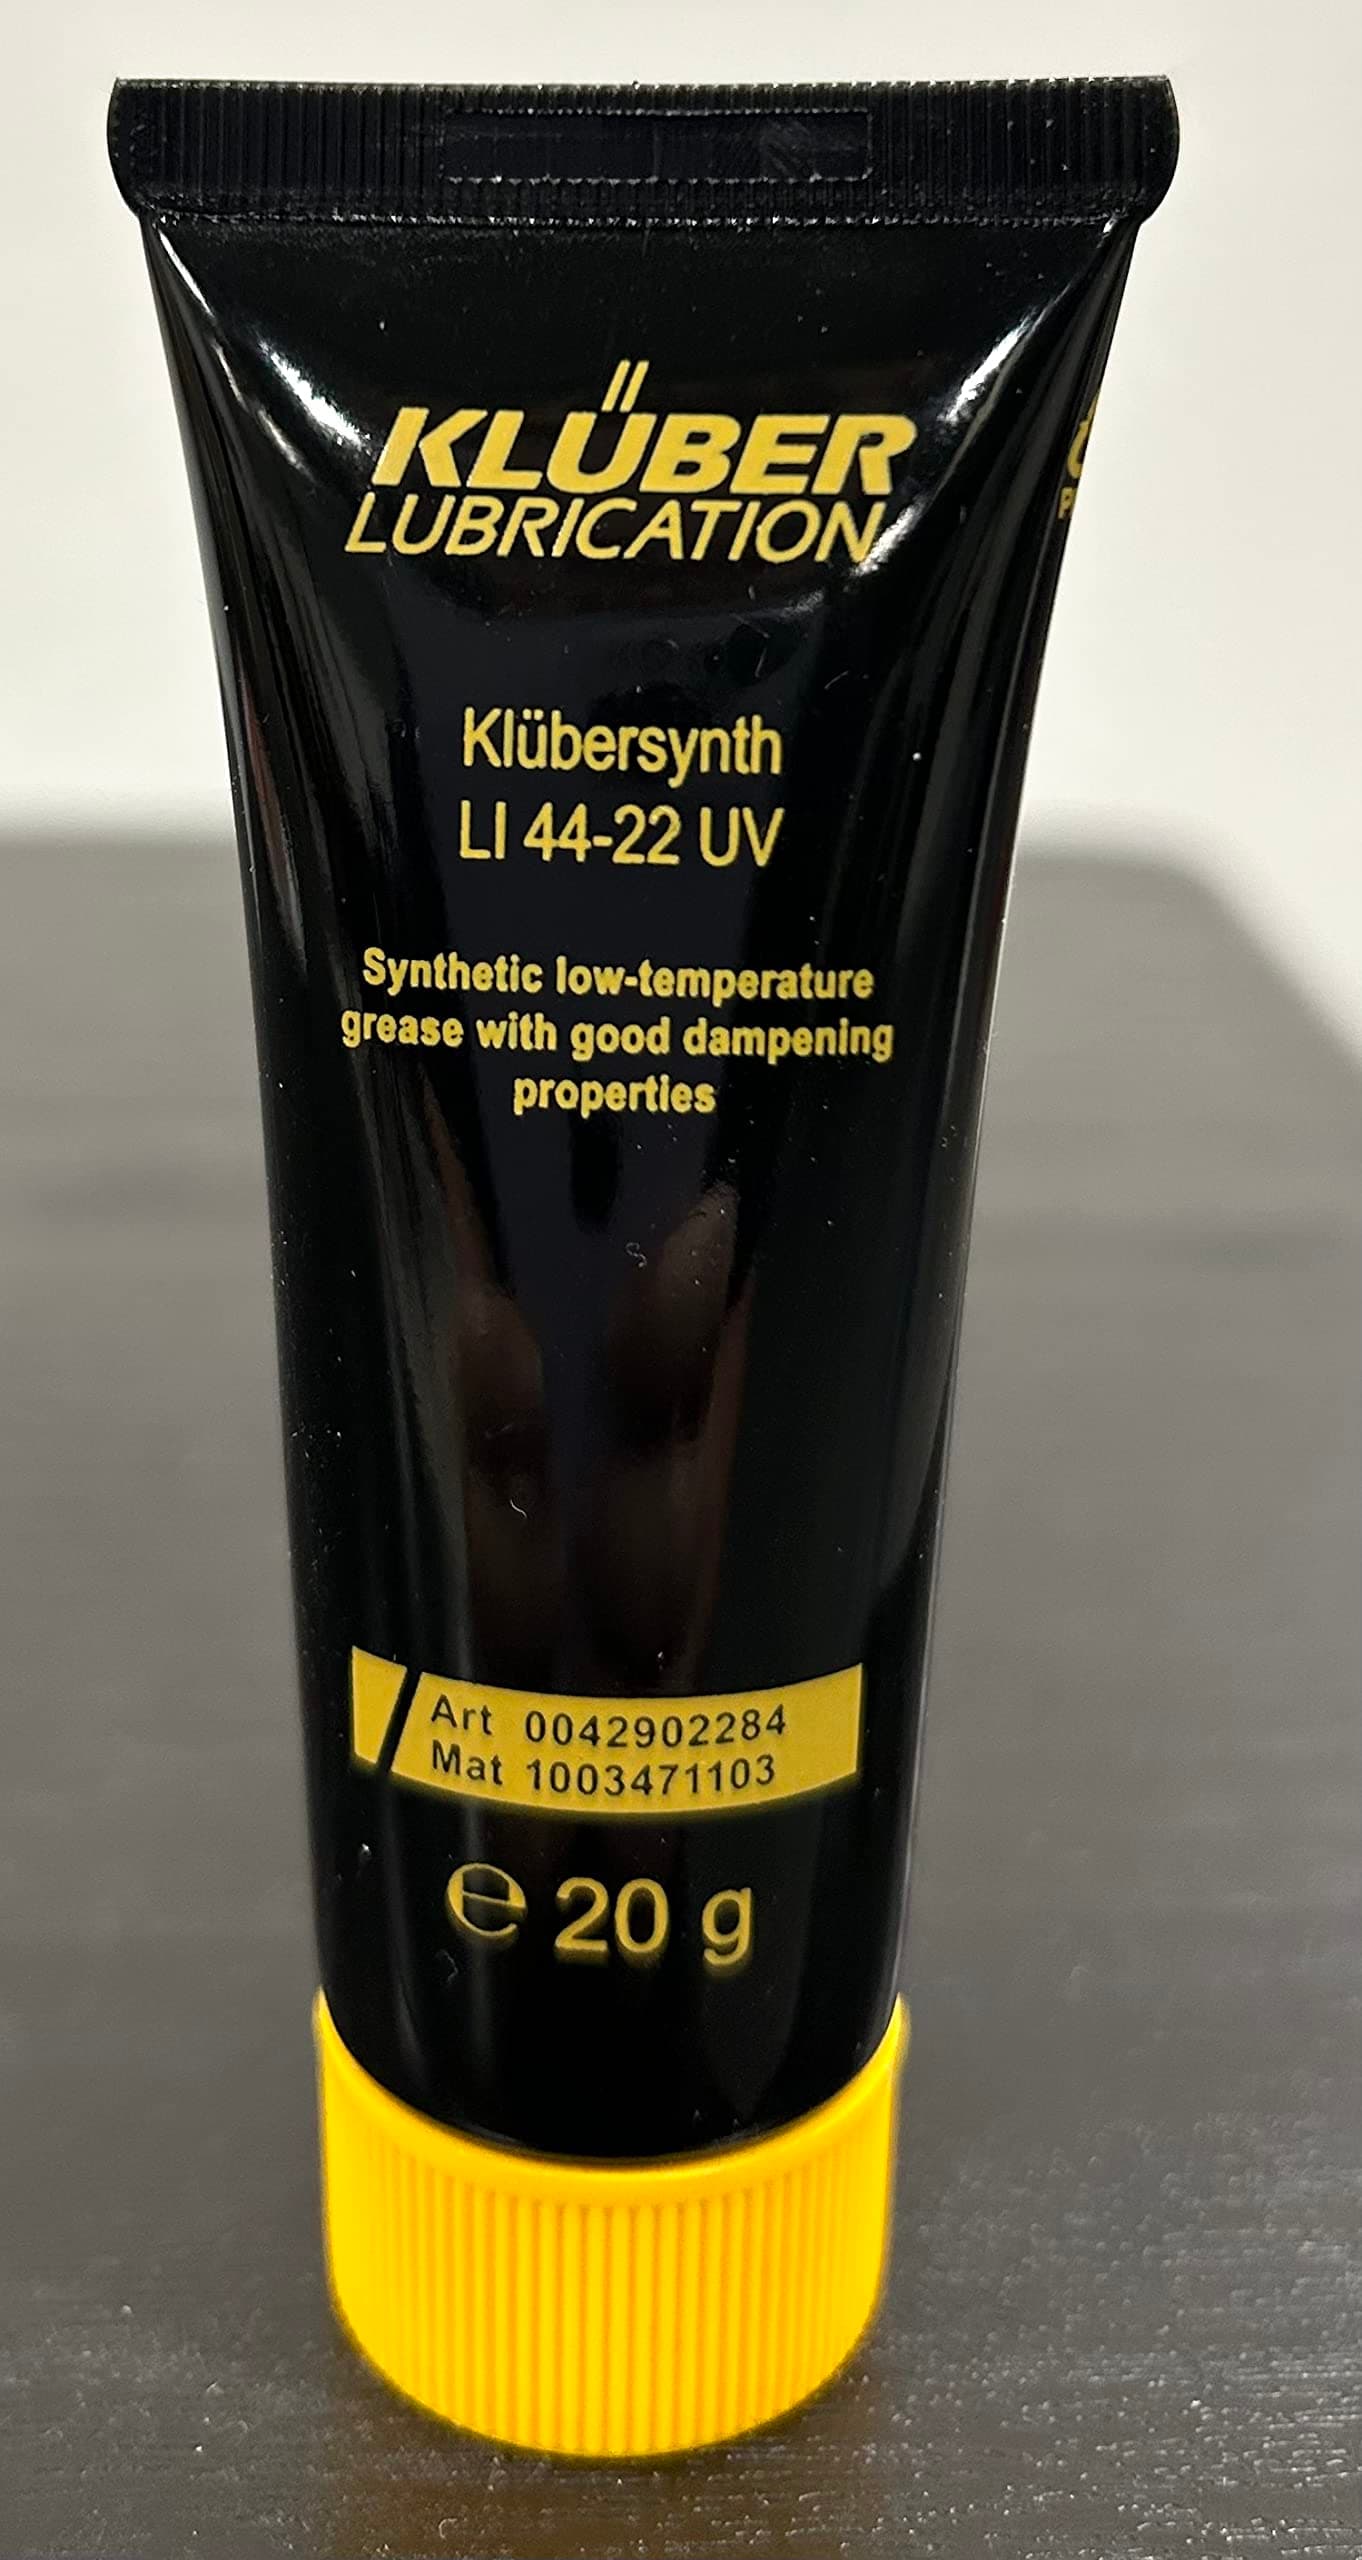 KLÜBER
LUBRICATION
Klübersynth
LI 44-22 UV
Synthetic low-temperature
grease with good dampening
properties
Art 0042902284
Mat 1003471103
℮ 20 g